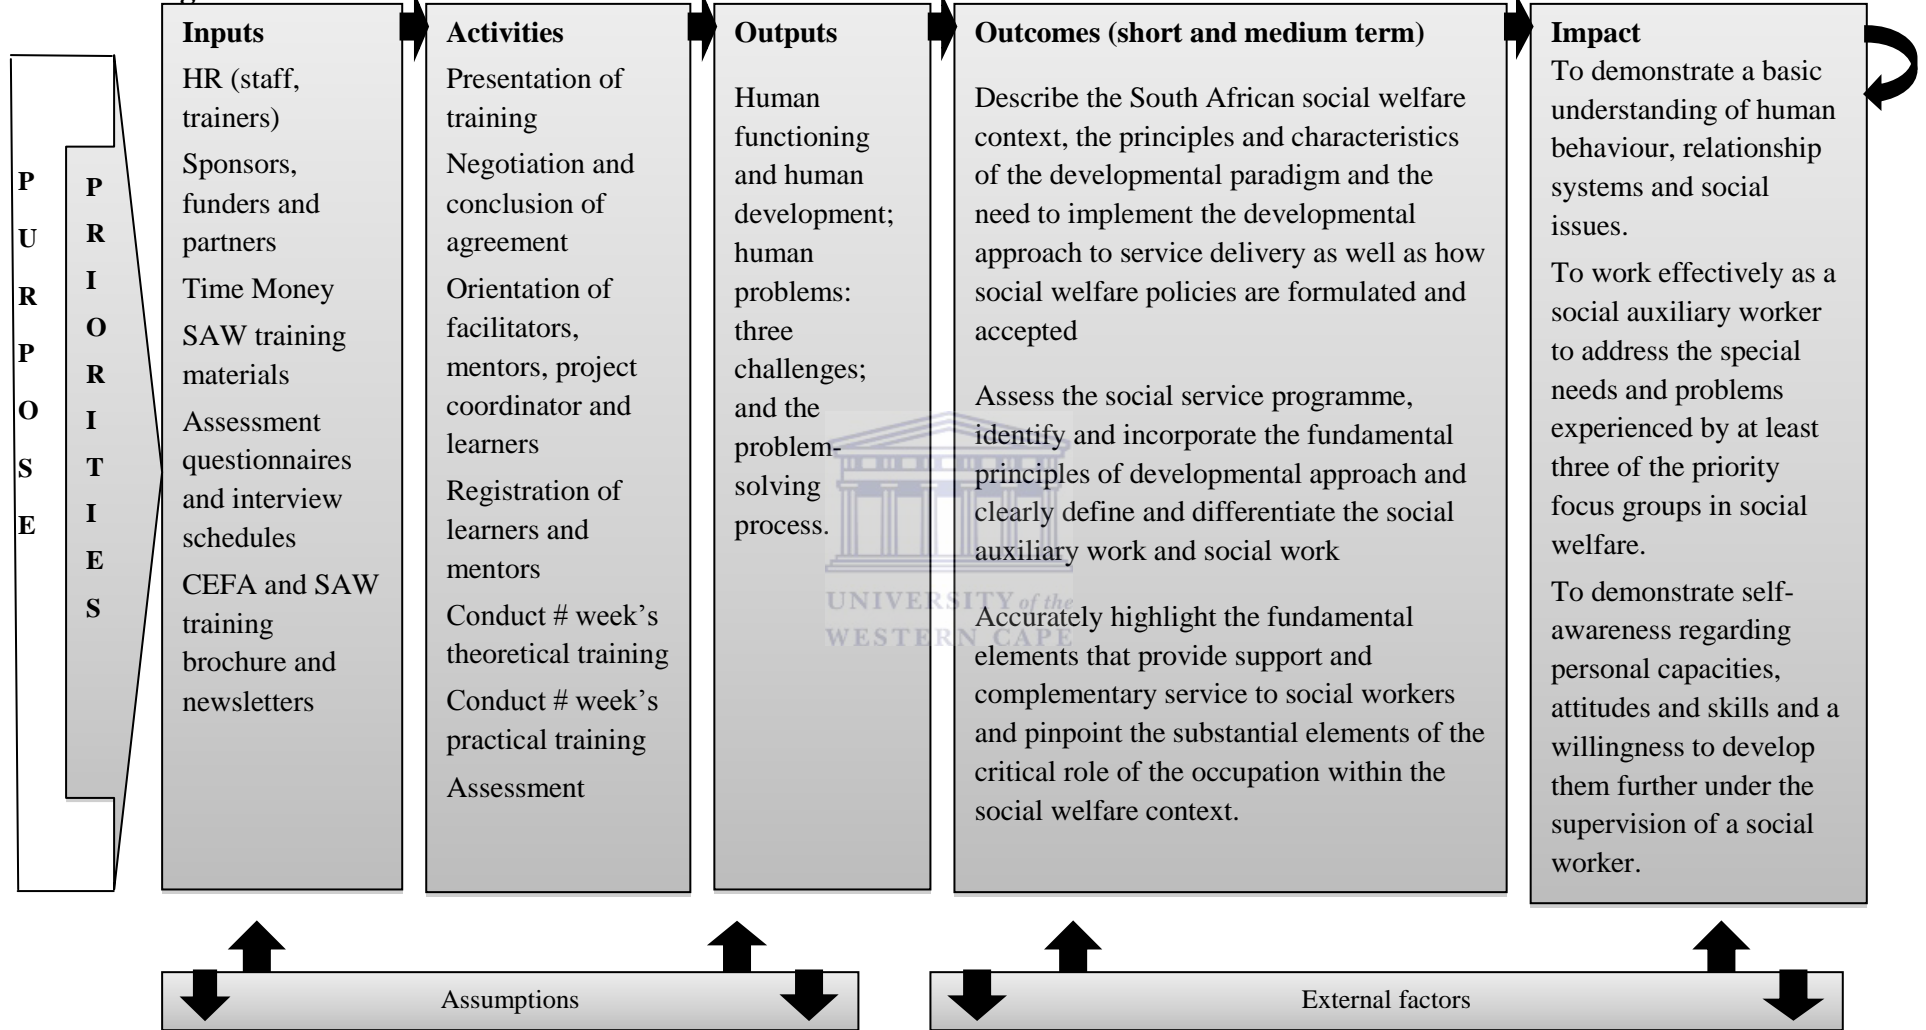 PURPOSE
PRIORITIES
Inputs
HR (staff,
trainers)
Sponsors,
funders and
partners
Time Money
SAW training
materials
Assessment
questionnaires
and interview
schedules
CEFA and SAW
training
brochure and
newsletters
Activities
Presentation of
training
Negotiation and
conclusion of
agreement
Orientation of
facilitators,
mentors, project
coordinator and
learners
Registration of
learners and
mentors
Conduct # week’s
theoretical training
Conduct # week’s
practical training
Assessment
Outputs
Human
functioning
and human
development;
human
problems:
three
challenges;
and the
problem-
solving
process.
Outcomes (short and medium term)
Describe the South African social welfare
context, the principles and characteristics
of the developmental paradigm and the
need to implement the developmental
approach to service delivery as well as how
social welfare policies are formulated and
accepted
Assess the social service programme,
identify and incorporate the fundamental
principles of developmental approach and
clearly define and differentiate the social
auxiliary work and social work
Accurately highlight the fundamental
elements that provide support and
complementary service to social workers
and pinpoint the substantial elements of the
critical role of the occupation within the
social welfare context.
Impact
To demonstrate a basic
understanding of human
behaviour, relationship
systems and social
issues.
To work effectively as a
social auxiliary worker
to address the special
needs and problems
experienced by at least
three of the priority
focus groups in social
welfare.
To demonstrate self-
awareness regarding
personal capacities,
attitudes and skills and a
willingness to develop
them further under the
supervision of a social
worker.
UNIVERSITY of the
WESTERN CAPE
Assumptions
External factors